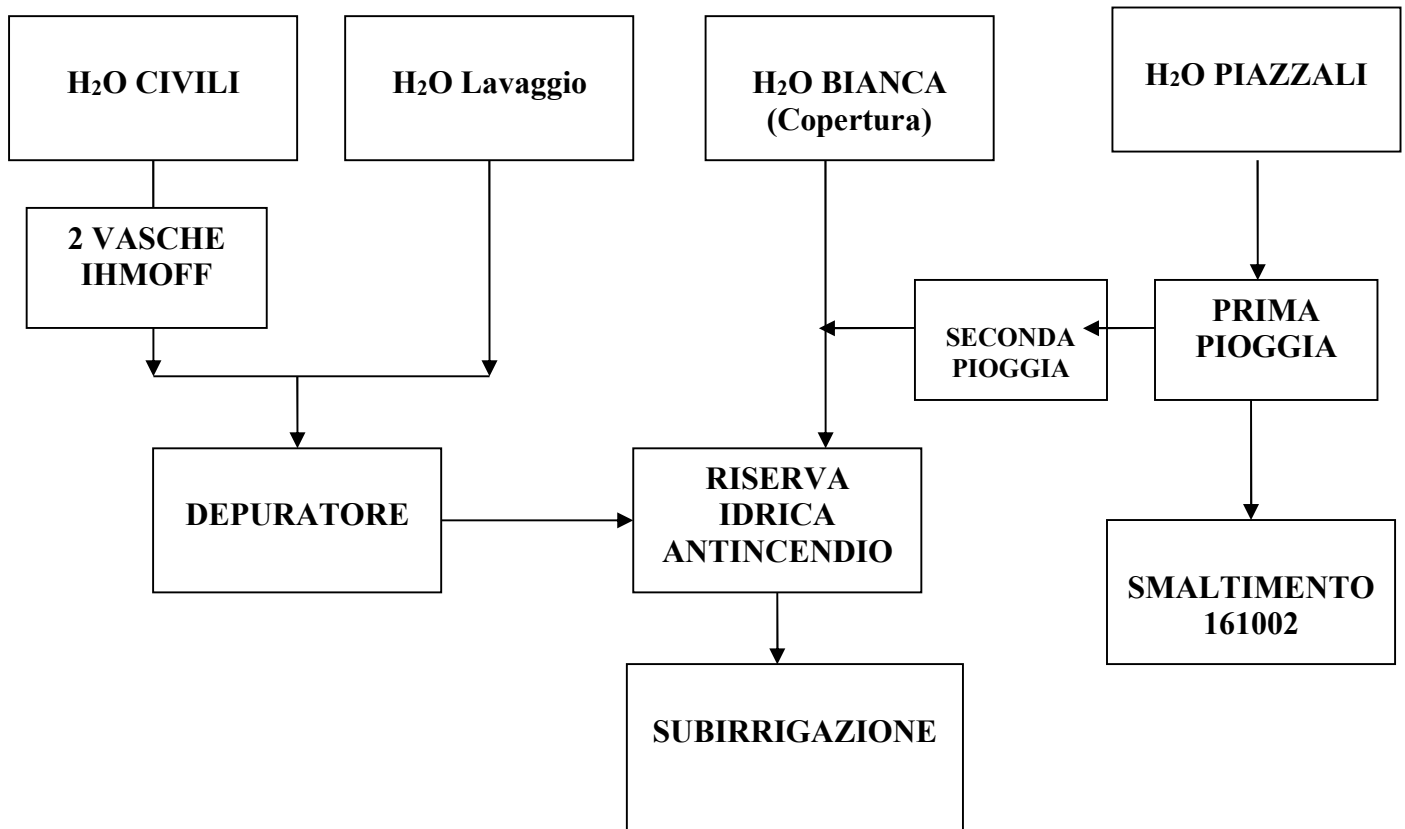 H₂O CIVILI
H₂O Lavaggio
H₂O BIANCA
(Copertura)
H₂O PIAZZALI
2 VASCHE
IHMOFF
SECONDA
PIOGGIA
PRIMA
PIOGGIA
DEPURATORE
RISERVA
IDRICA
ANTINCENDIO
SMALTIMENTO
161002
SUBIRRIGAZIONE